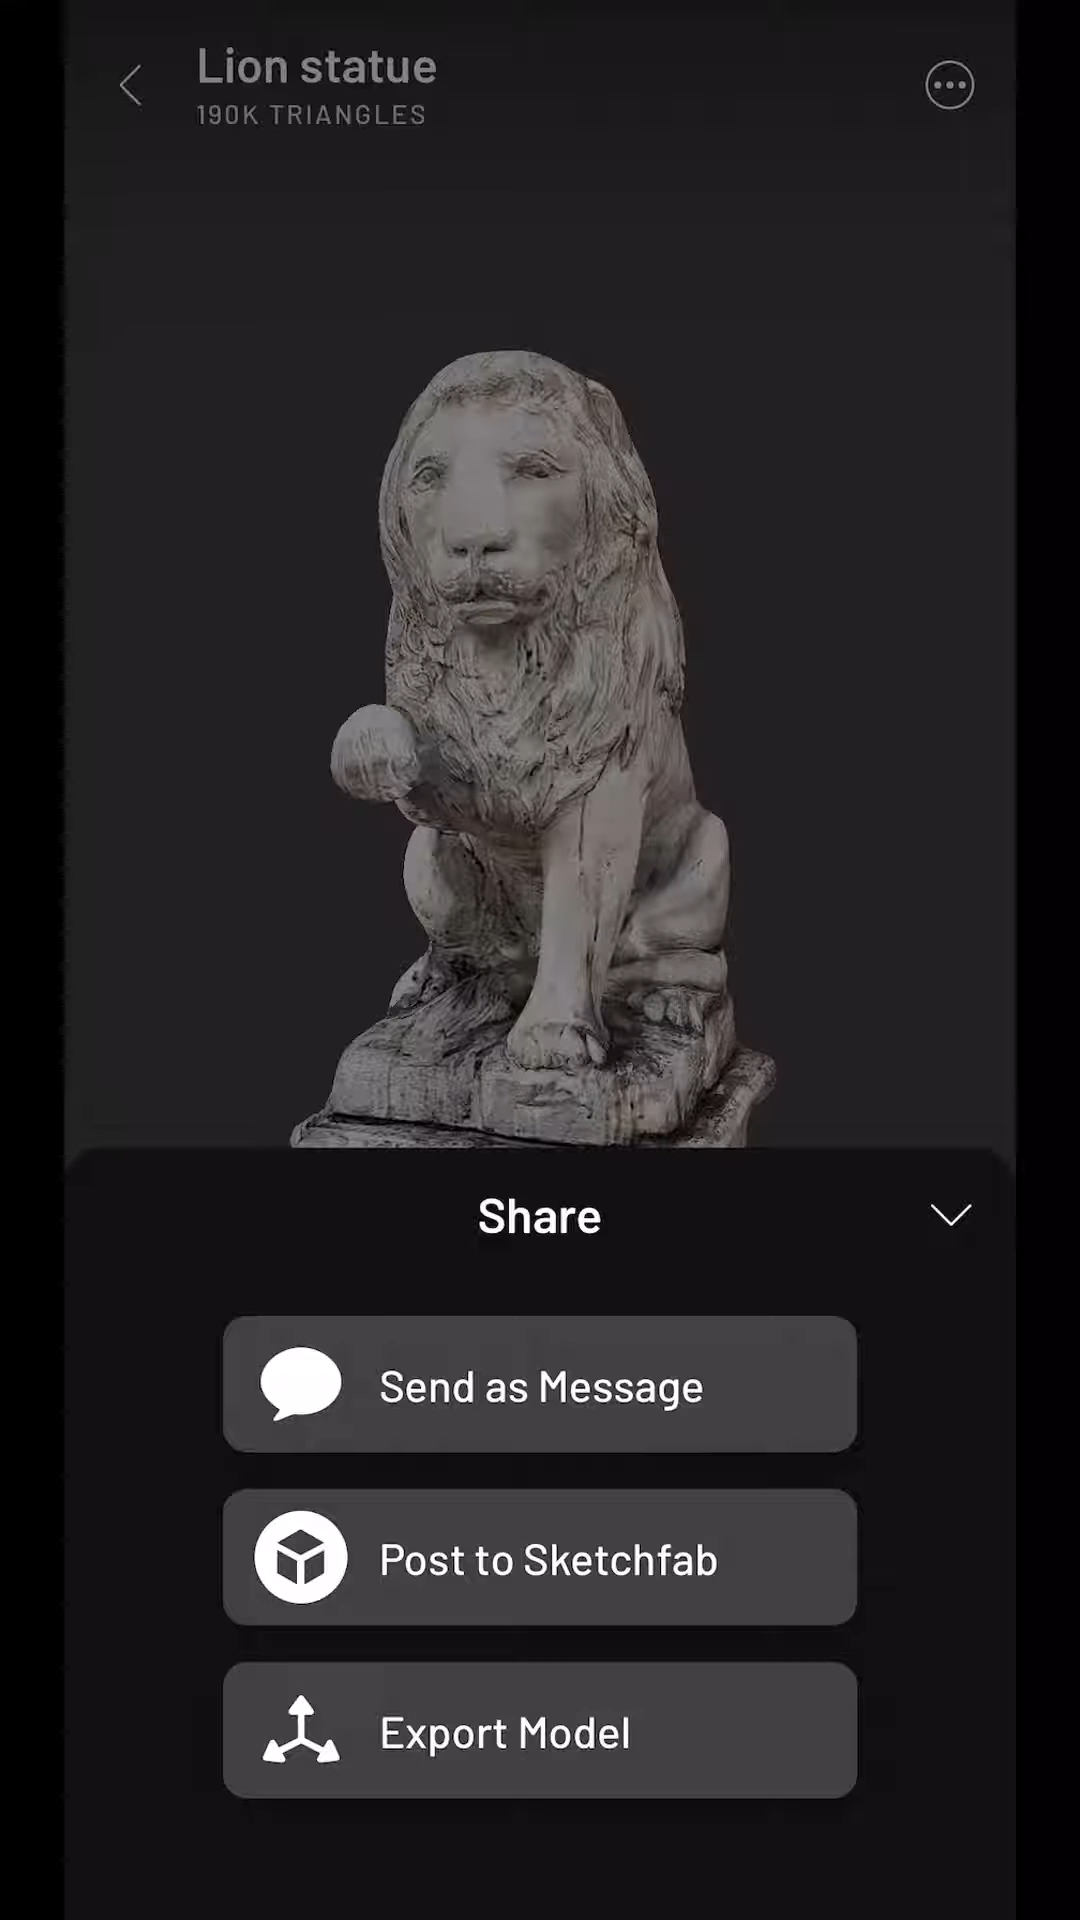 Lion statue
190K TRIANGLES
Share
Send as Message
Post to Sketchfab
Export Model